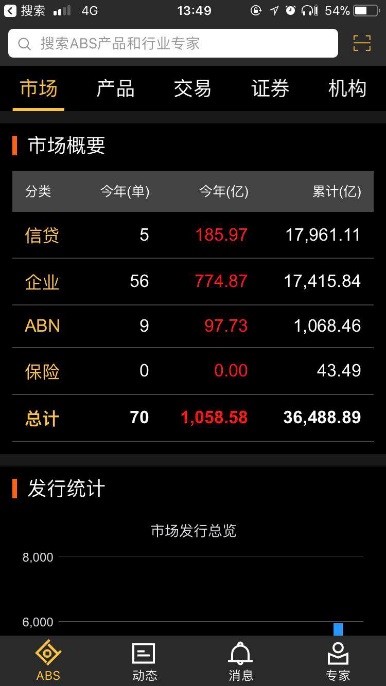 搜索 4G 13:49 54%
搜索ABS产品和行业专家
市场 产品 交易 证券 机构
市场概要
分类 今年(单) 今年(亿) 累计(亿)
信贷 5 185.97 17,961.11
企业 56 774.87 17,415.84
ABN 9 97.73 1,068.46
保险 0 0.00 43.49
总计 70 1,058.58 36,488.89
发行统计
市场发行总览
8,000
6,000
ABS 动态 消息 专家